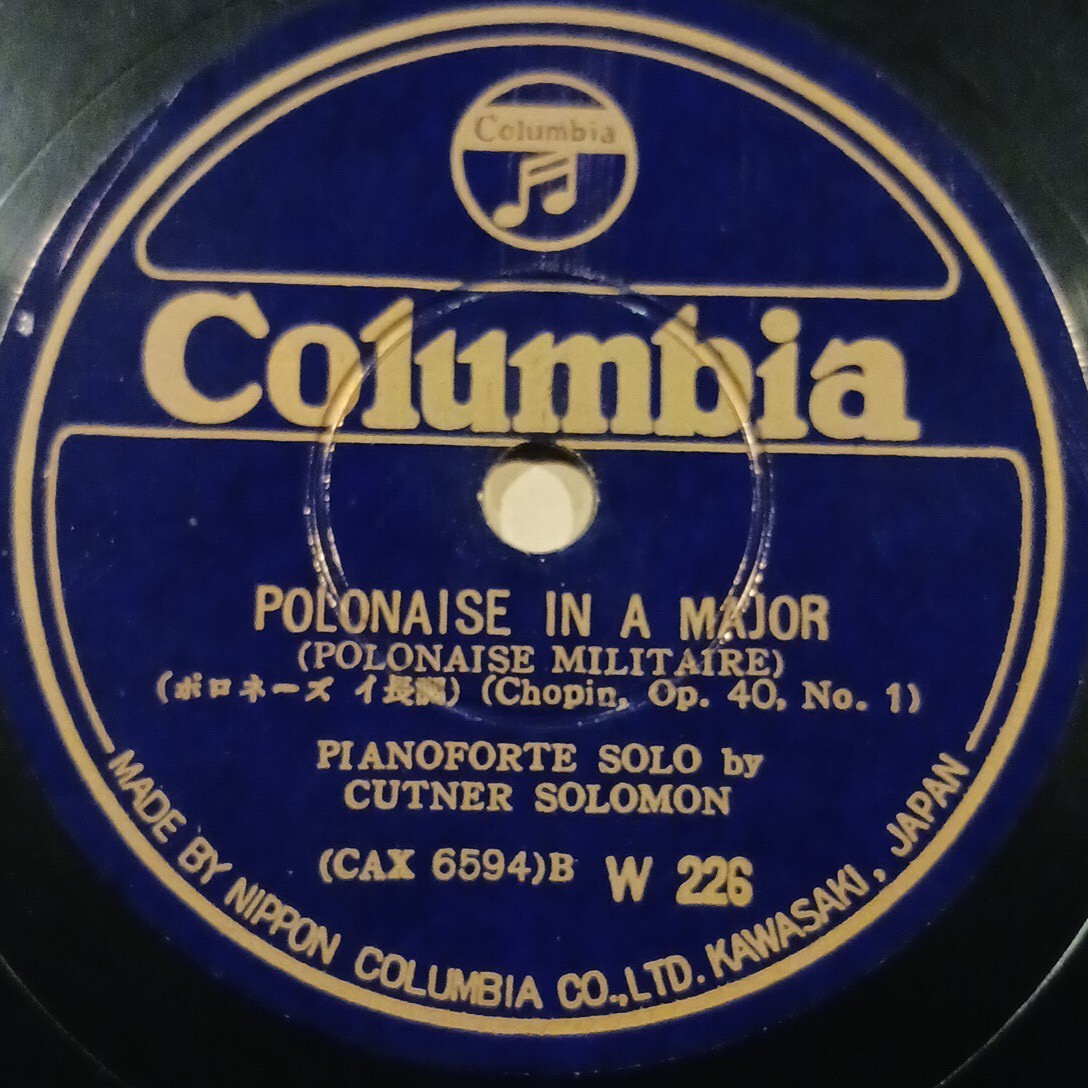 Columbia
Columbia
POLONAISE IN A MAJOR
(POLONAISE MILITAIRE)
(ポロネーズ イ長調) (Chopin, Op. 40, No. 1)
PIANOFORTE SOLO by
CUTNER SOLOMON
(CAX 6594)B W 226
MADE BY NIPPON COLUMBIA CO., LTD. KAWASAKI, JAPAN